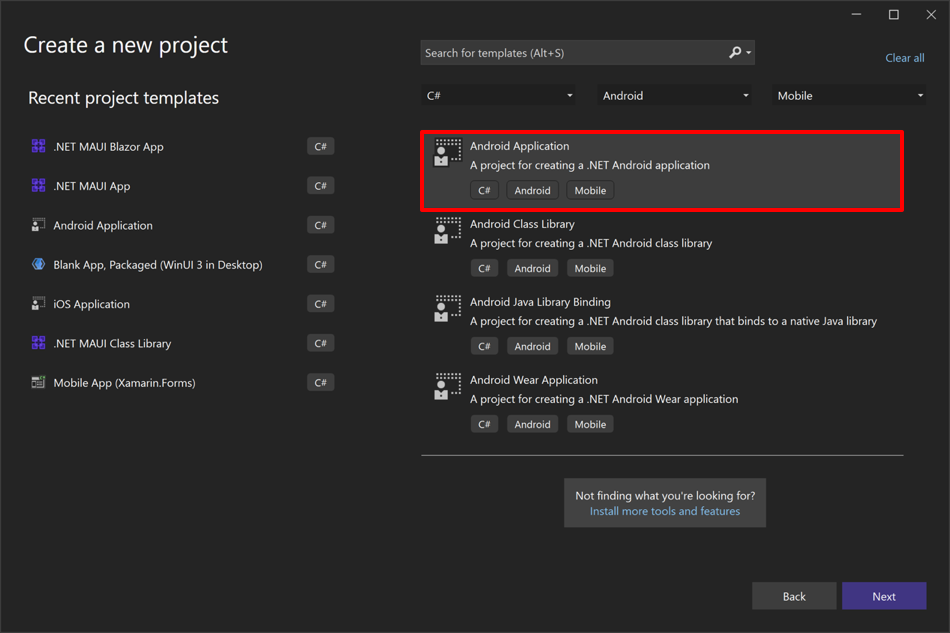 Create a new project
Search for templates (Alt+S)
Clear all
Recent project templates
C#
Android
Mobile
.NET MAUI Blazor App
C#
.NET MAUI App
C#
Android Application
C#
Blank App, Packaged (WinUI 3 in Desktop)
C#
iOS Application
C#
.NET MAUI Class Library
C#
Mobile App (Xamarin.Forms)
C#
Android Application
A project for creating a .NET Android application
C# Android Mobile
Android Class Library
A project for creating a .NET Android class library
C# Android Mobile
Android Java Library Binding
A project for creating a .NET Android class library that binds to a native Java library
C# Android Mobile
Android Wear Application
A project for creating a .NET Android Wear application
C# Android Mobile
Not finding what you're looking for?
Install more tools and features
Back
Next